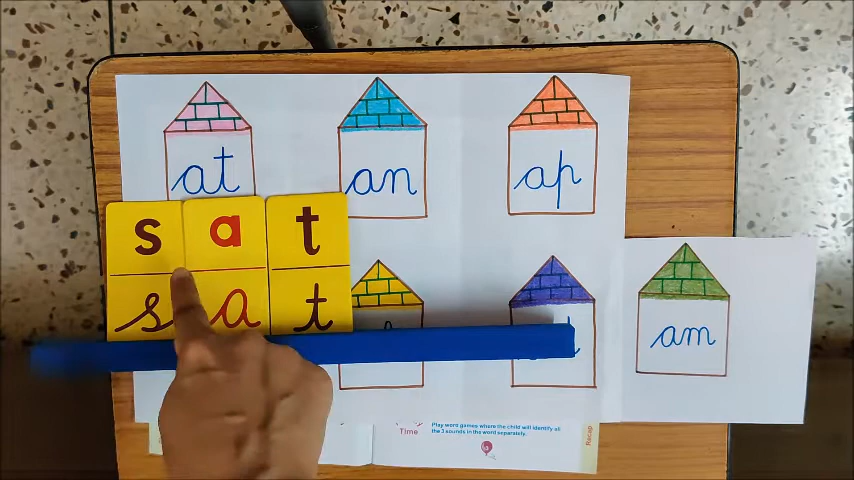 at an ap
s a t
s a t
am
Time
Play word games where the child will identify all
the 3 sounds in the word separately.
Recap